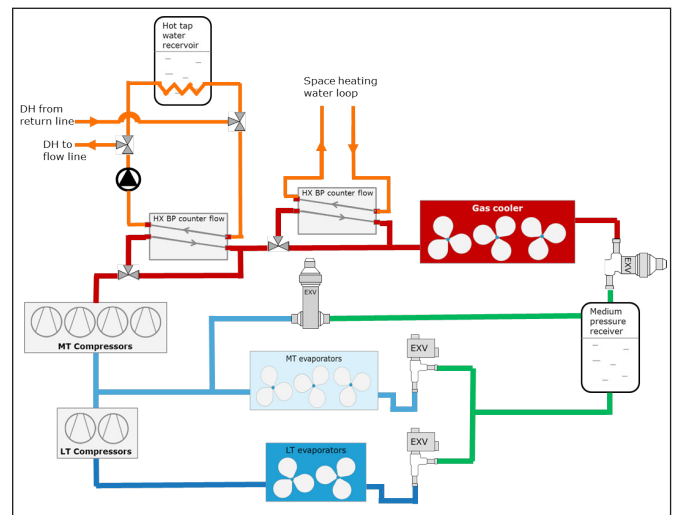 Hot tap
water
recervoir
Space heating
water loop
DH from
return line
DH to
flow line
HX BP counter flow
HX BP counter flow
Gas cooler
EXV
EXV
Medium
pressure
receiver
MT Compressors
MT evaporators
EXV
LT Compressors
LT evaporators
EXV